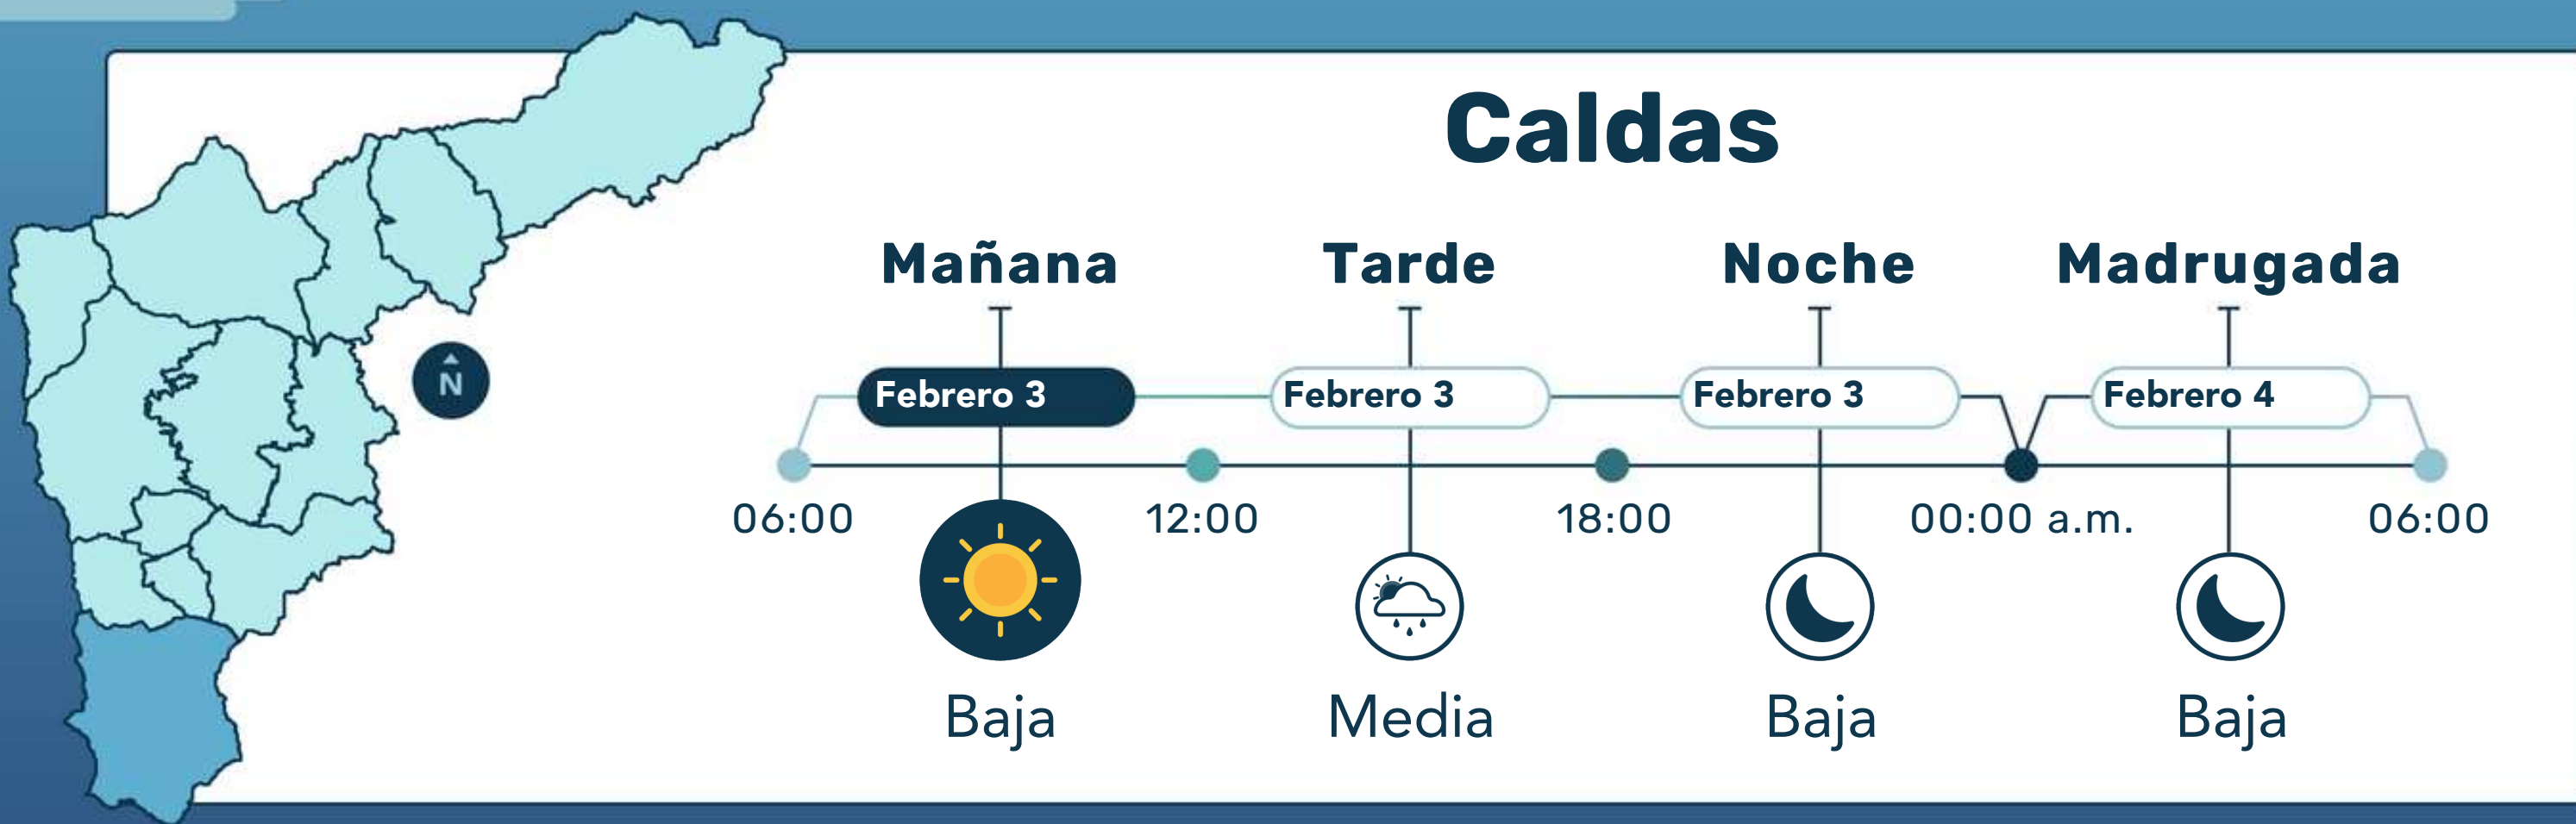 Caldas
Mañana
Tarde
Noche
Madrugada
Febrero 3
Febrero 3
Febrero 3
Febrero 4
N
06:00
12:00
18:00
00:00 a.m.
06:00
Baja
Media
Baja
Baja